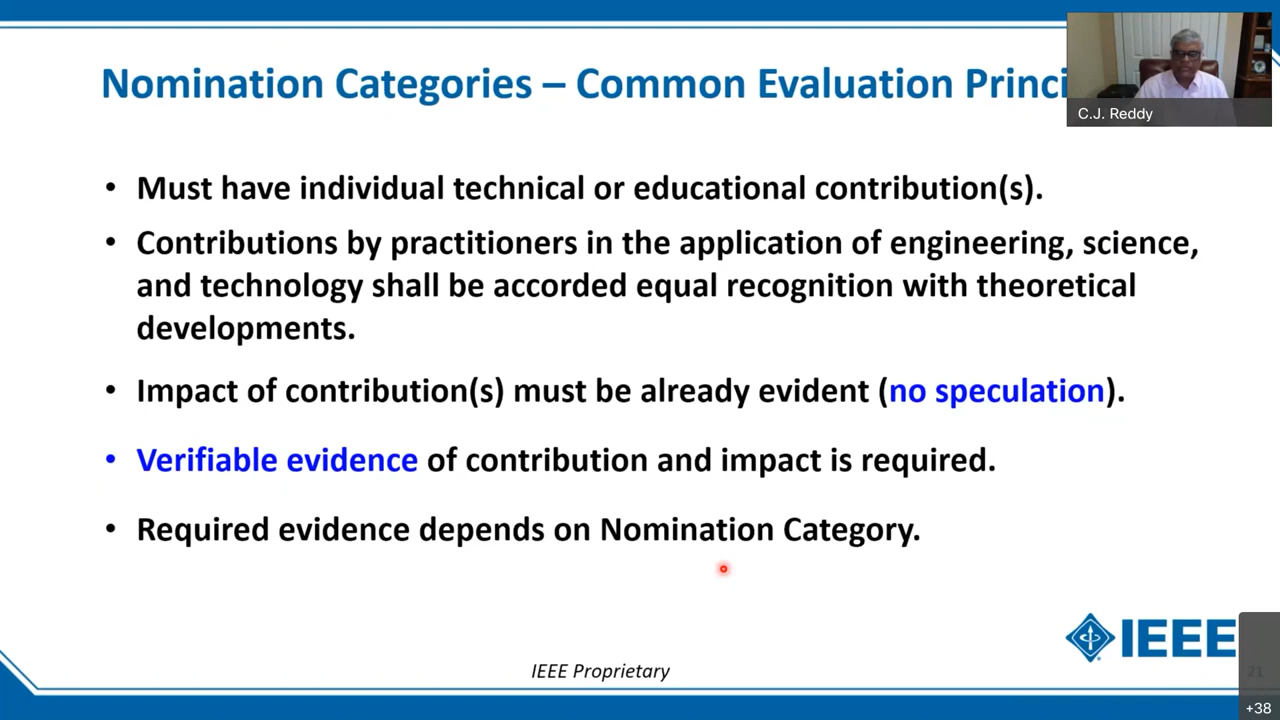 Nomination Categories – Common Evaluation Princi
C.J. Reddy
• Must have individual technical or educational contribution(s).
• Contributions by practitioners in the application of engineering, science,
and technology shall be accorded equal recognition with theoretical
developments.
• Impact of contribution(s) must be already evident (no speculation).
• Verifiable evidence of contribution and impact is required.
• Required evidence depends on Nomination Category.
IEEE
IEEE Proprietary
21
+38